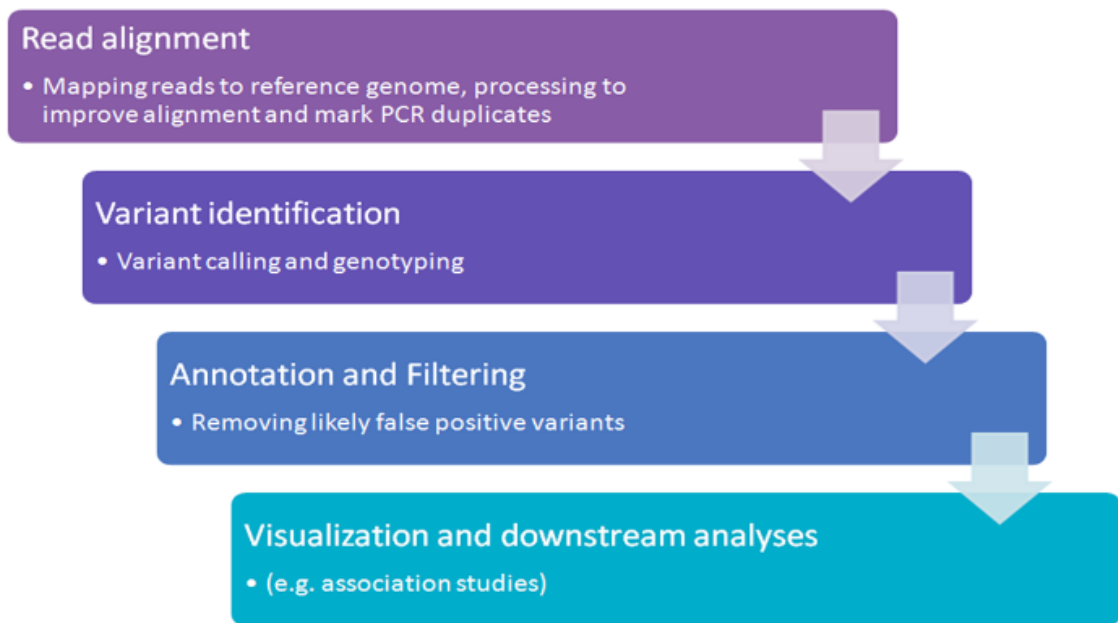 Read alignment
• Mapping reads to reference genome, processing to
improve alignment and mark PCR duplicates
Variant identification
• Variant calling and genotyping
Annotation and Filtering
• Removing likely false positive variants
Visualization and downstream analyses
• (e.g. association studies)